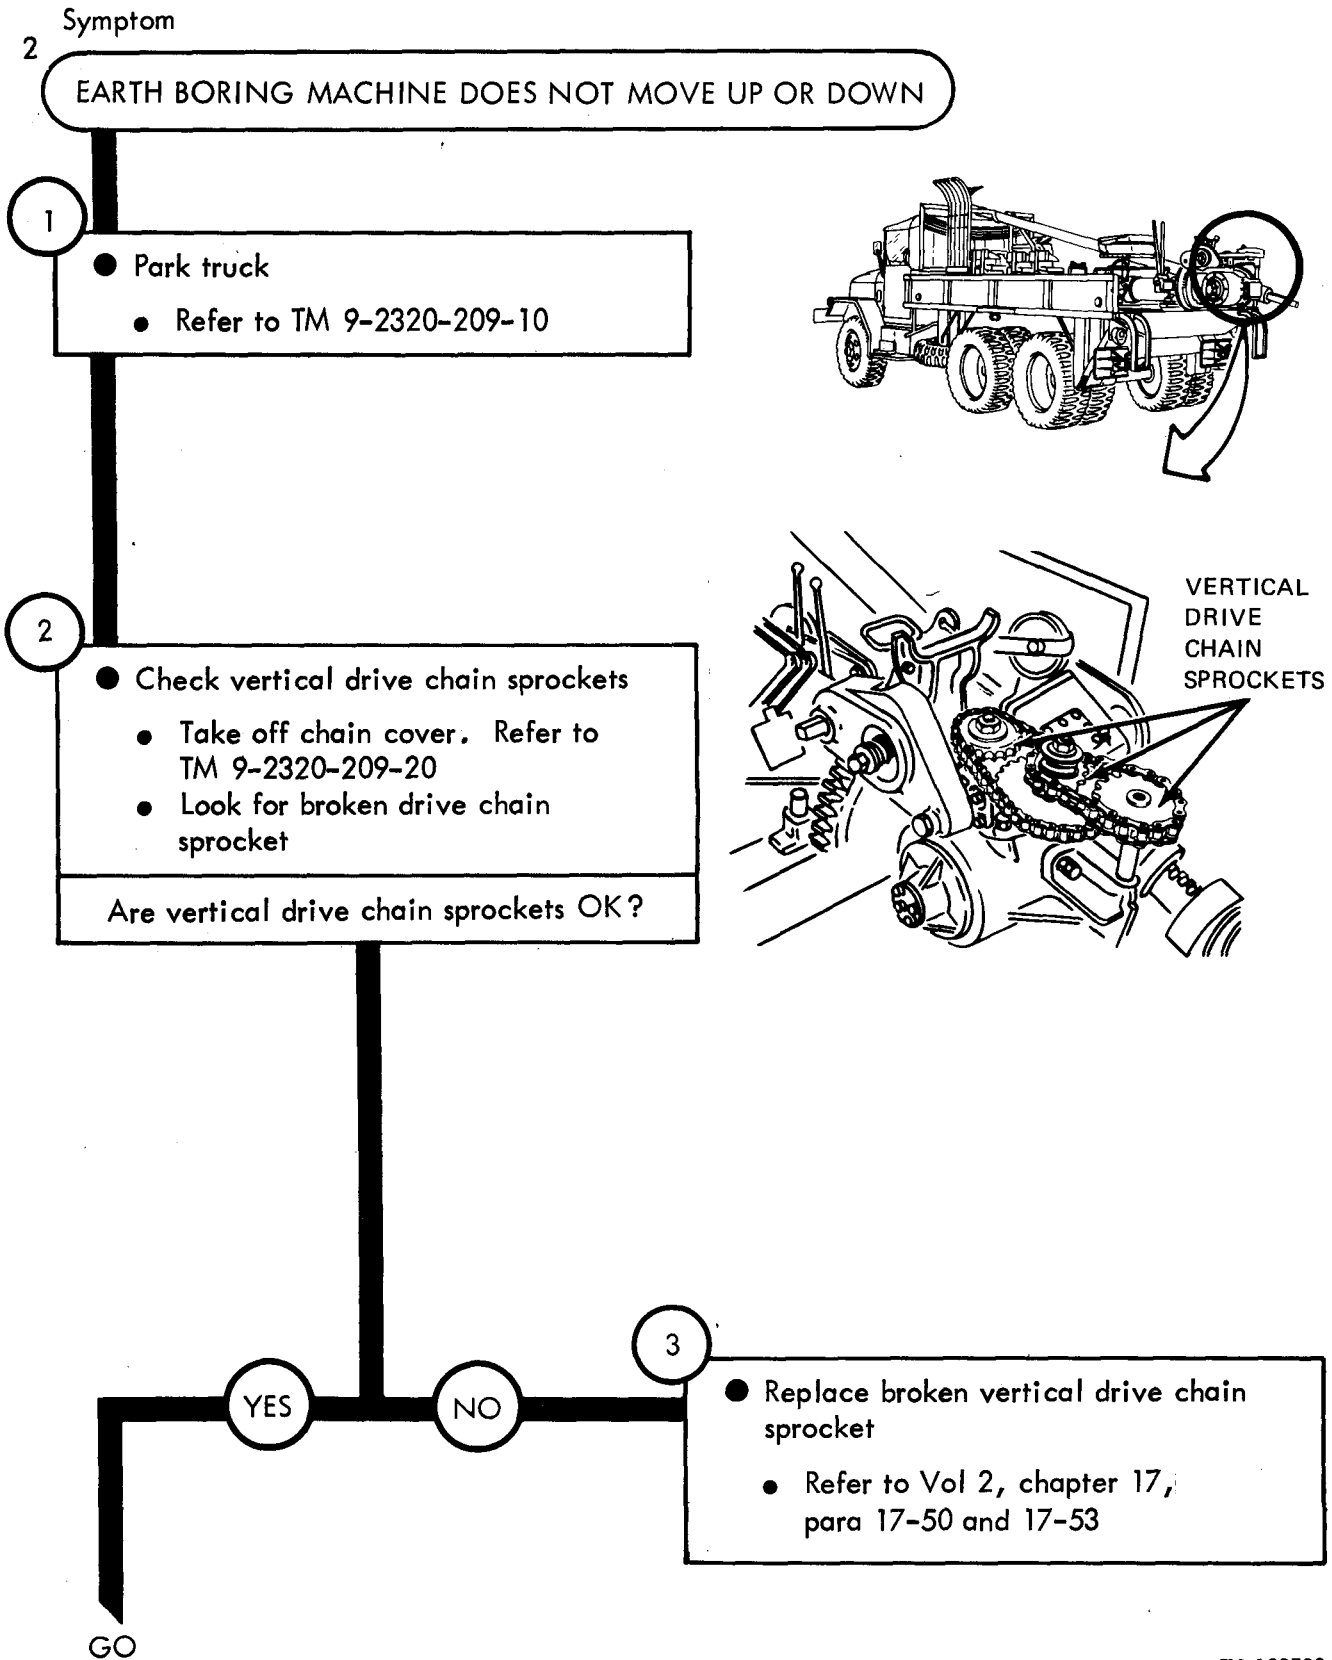 Symptom
2
EARTH BORING MACHINE DOES NOT MOVE UP OR DOWN
1
● Park truck
● Refer to TM 9-2320-209-10
2
● Check vertical drive chain sprockets
● Take off chain cover. Refer to
TM 9-2320-209-20
● Look for broken drive chain
sprocket
Are vertical drive chain sprockets OK?
VERTICAL
DRIVE
CHAIN
SPROCKETS
YES
NO
3
● Replace broken vertical drive chain
sprocket
● Refer to Vol 2, chapter 17,
para 17-50 and 17-53
GO